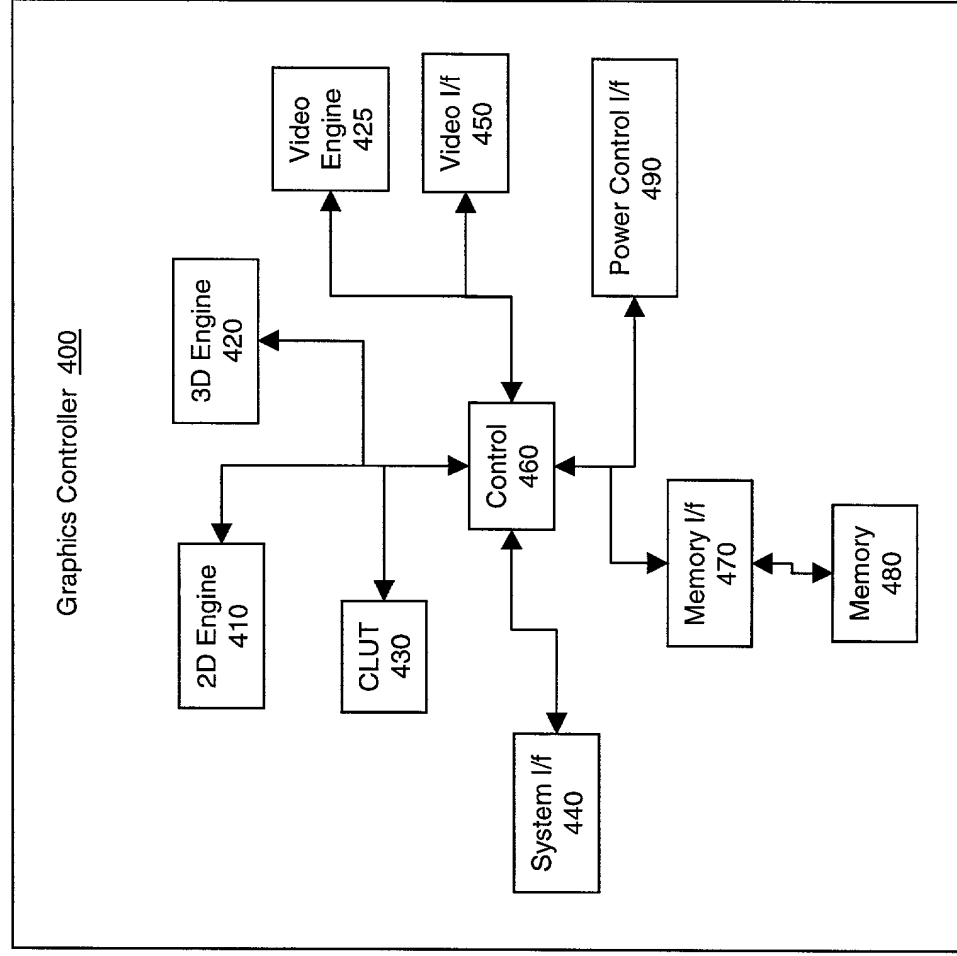 Graphics Controller 400
2D Engine
410
3D Engine
420
Video
Engine
425
CLUT
430
Video I/f
450
System I/f
440
Control
460
Memory I/f
470
Power Control I/f
490
Memory
480